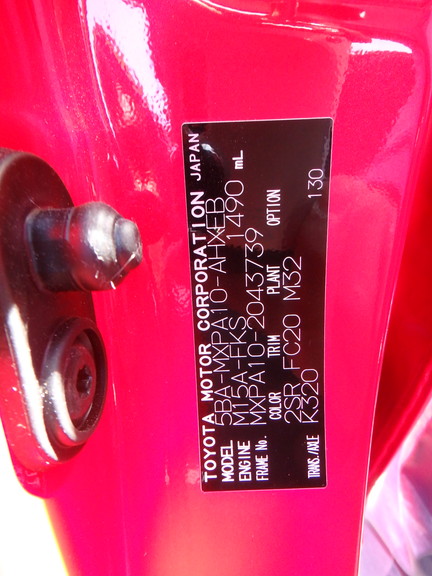 TOYOTA MOTOR CORPORATION JAPAN
MODEL 5BA-MXPA10-AHXEB
ENGINE M15A-FKS 1490 mL
FRAME No. MXPA10-2043739
COLOR TRIM PLANT OPTION
2SR FC20 M32
TRANS./AXLE K320 130